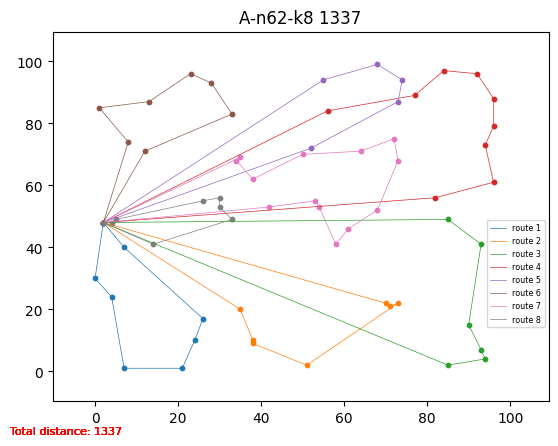 A-n62-k8 1337
100
80
60
40
20
0
0 20 40 60 80 100
route 1
route 2
route 3
route 4
route 5
route 6
route 7
route 8
Total distance: 1337